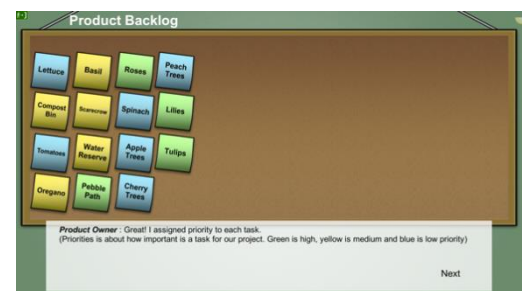 Product Backlog
Lettuce
Basil
Roses
Peach
Trees
Compost
Bin
Scarecrow
Spinach
Lilies
Tomatoes
Water
Reserve
Apple
Trees
Tulips
Oregano
Pebble
Path
Cherry
Trees
Product Owner : Great! I assigned priority to each task.
(Priorities is about how important is a task for our project. Green is high, yellow is medium and blue is low priority)
Next